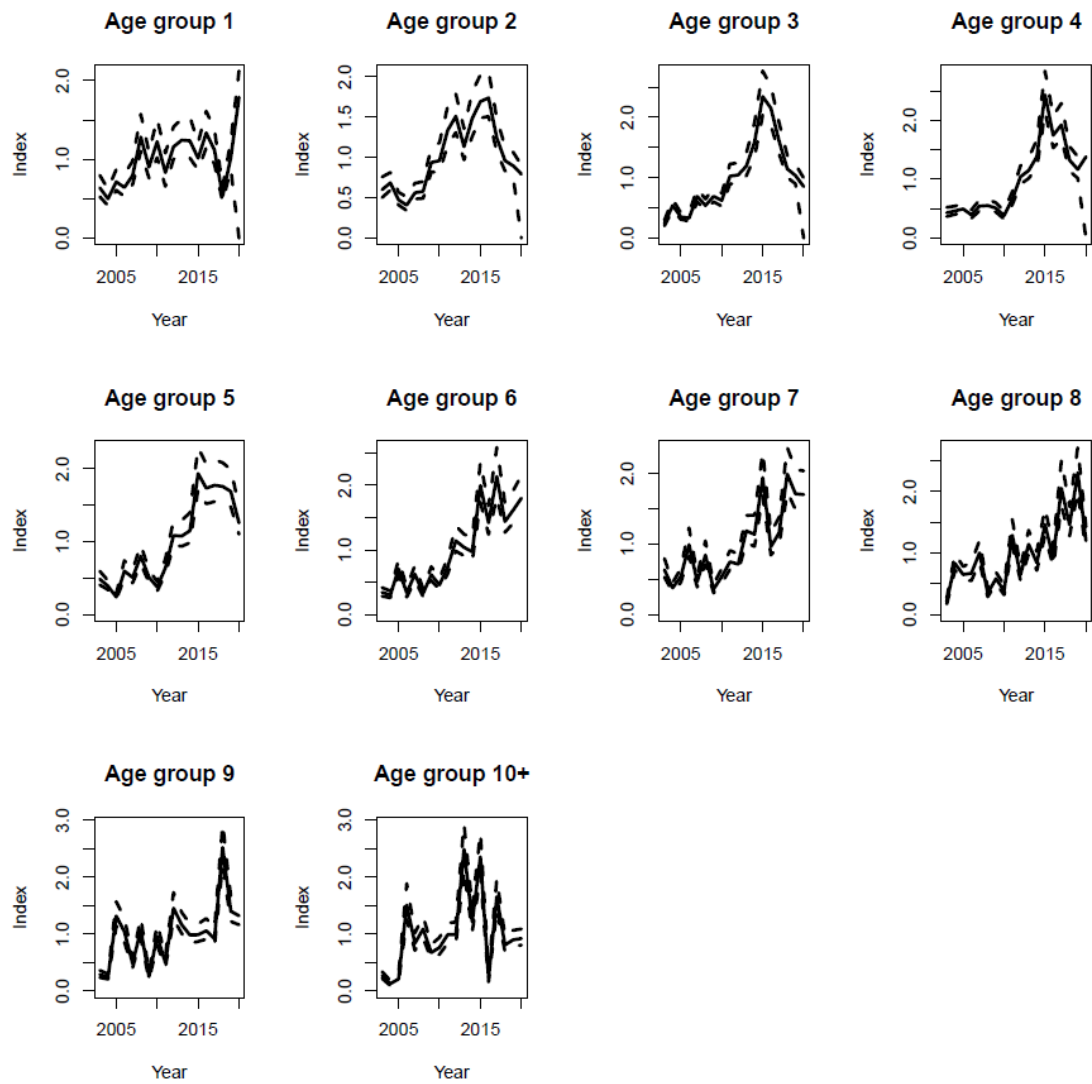 Age group 1
Index
0.0
1.0
2.0
2005
2015
Year
Age group 2
Index
0.0
0.5
1.0
1.5
2.0
2005
2015
Year
Age group 3
Index
0.0
1.0
2.0
2005
2015
Year
Age group 4
Index
0.0
1.0
2.0
2005
2015
Year
Age group 5
Index
0.0
1.0
2.0
2005
2015
Year
Age group 6
Index
0.0
1.0
2.0
2005
2015
Year
Age group 7
Index
0.0
1.0
2.0
2005
2015
Year
Age group 8
Index
0.0
1.0
2.0
2005
2015
Year
Age group 9
Index
0.0
1.0
2.0
3.0
2005
2015
Year
Age group 10+
Index
0.0
1.0
2.0
3.0
2005
2015
Year